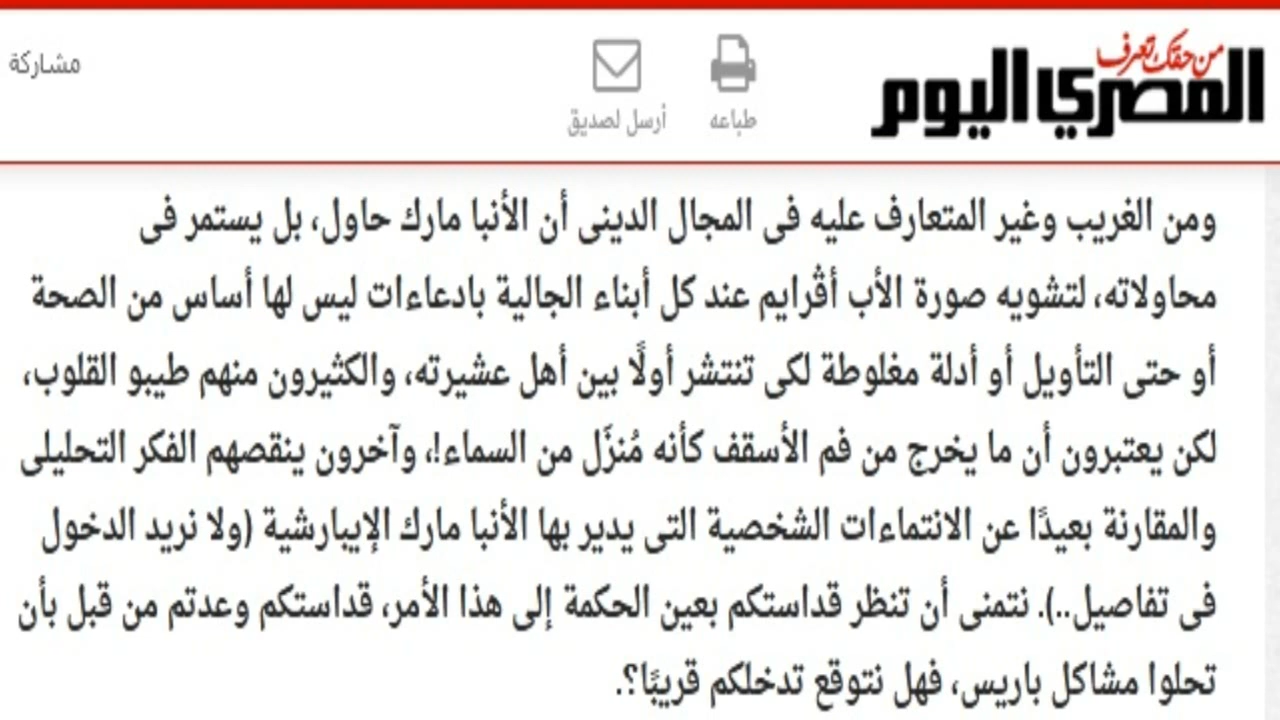 من حقك تعرف
المصري اليوم
طباعه
أرسل لصديق
مشاركة
ومن الغريب وغير المتعارف عليه فى المجال الدينى أن الأنبا مارك حاول، بل يستمر فى
محاولاته، لتشويه صورة الأب أڤرايم عند كل أبناء الجالية بادعاءات ليس لها أساس من الصحة
أو حتى التأويل أو أدلة مغلوطة لكى تنتشر أولًا بين أهل عشيرته، والكثيرون منهم طيبو القلوب،
لكن يعتبرون أن ما يخرج من فم الأسقف كأنه مُنزّل من السماء!، وآخرون ينقصهم الفكر التحليلى
والمقارنة بعيدًا عن الانتماءات الشخصية التى يدير بها الأنبا مارك الإيبارشية (ولا نريد الدخول
فى تفاصيل..). نتمنى أن تنظر قداستكم بعين الحكمة إلى هذا الأمر، قداستكم وعدتم من قبل بأن
تحلوا مشاكل باريس، فهل نتوقع تدخلكم قريبًا؟.